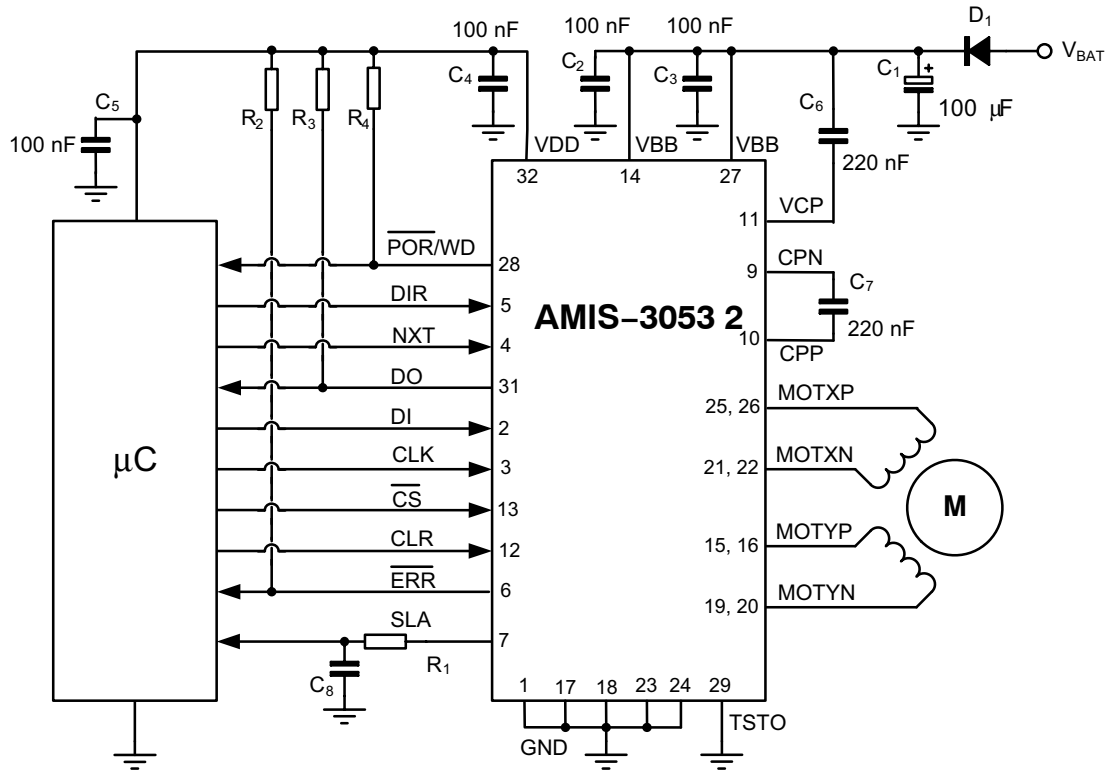 100 nF
100 nF
100 nF
D1
VBAT
C5
100 nF
R2
R3
R4
C4
C2
C3
C1
+
100 μF
C6
220 nF
VDD
VBB
VBB
32
14
27
11
VCP
POR/WD
28
9
CPN
C7
220 nF
DIR
5
AMIS–3053 2
NXT
4
10
CPP
DO
31
25, 26
MOTXP
DI
2
μC
CLK
3
21, 22
MOTXN
CS
13
M
CLR
12
15, 16
MOTYP
ERR
6
19, 20
MOTYN
SLA
7
R1
C8
1
17
18
23
24
29
GND
TSTO